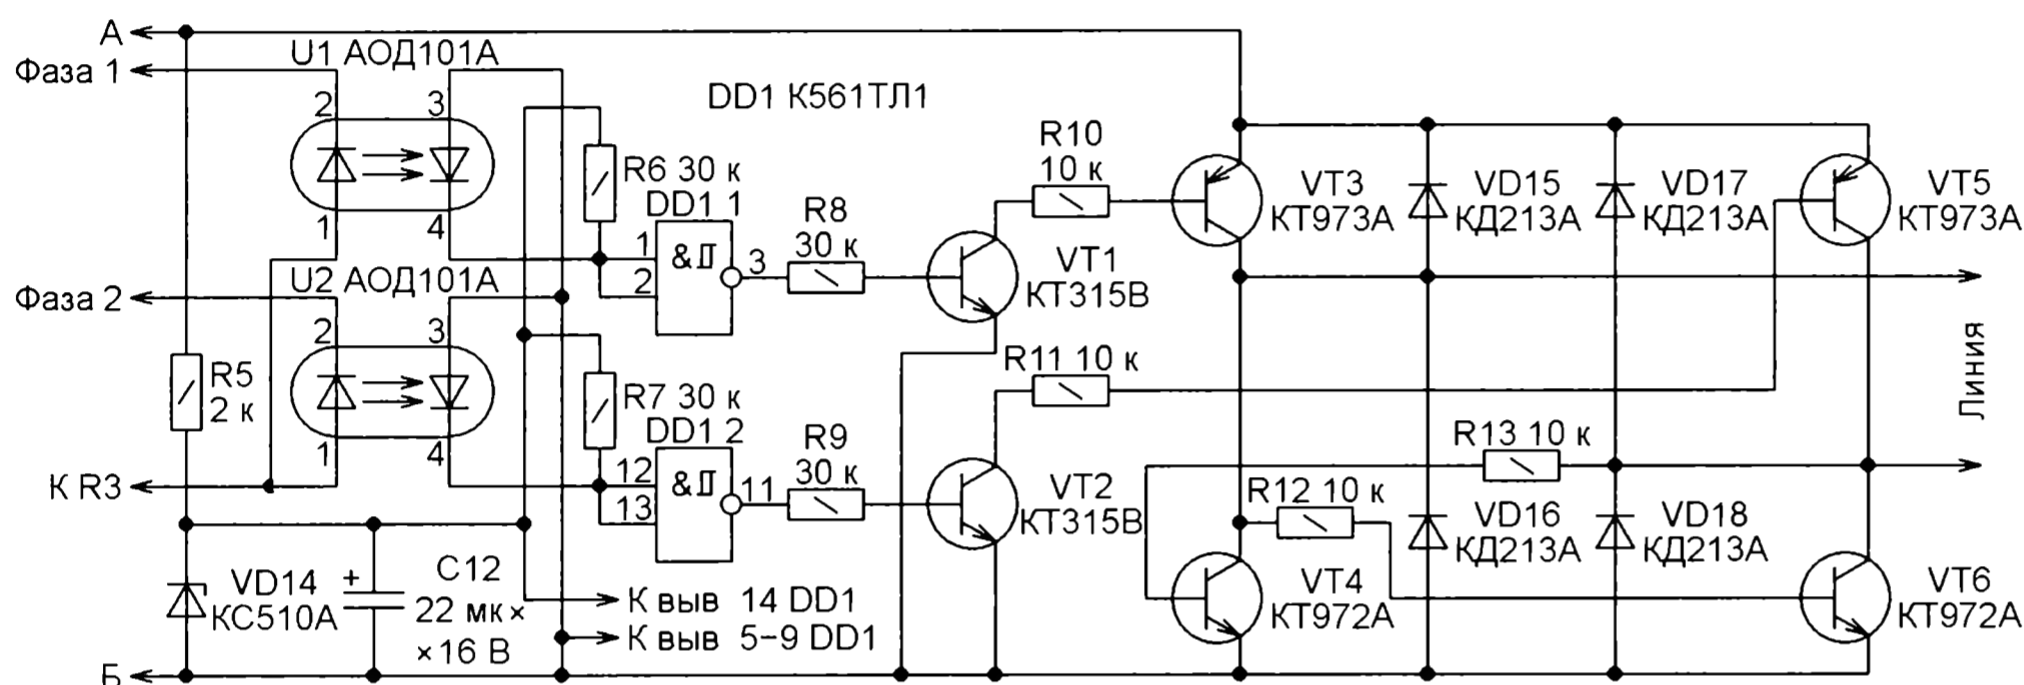 А
Фаза 1
U1 АОД101А
2
3
1
4
DD1 К561ТЛ1
R6 30 к
DD1 1
1
2
&
3
R8
30 к
R10
10 к
VT1
КТ315В
VT3
КТ973А
VD15
КД213А
VD17
КД213А
VT5
КТ973А
Фаза 2
U2 АОД101А
2
3
1
4
R5
2 к
R7 30 к
DD1 2
12
13
&
11
R9
30 к
R11 10 к
VT2
КТ315В
Линия
R13 10 к
R12 10 к
К R3
VD14
КС510А
+
С12
22 мк ×
×16 В
К выв 14 DD1
К выв 5–9 DD1
VT4
КТ972А
VD16
КД213А
VD18
КД213А
VT6
КТ972А
Б